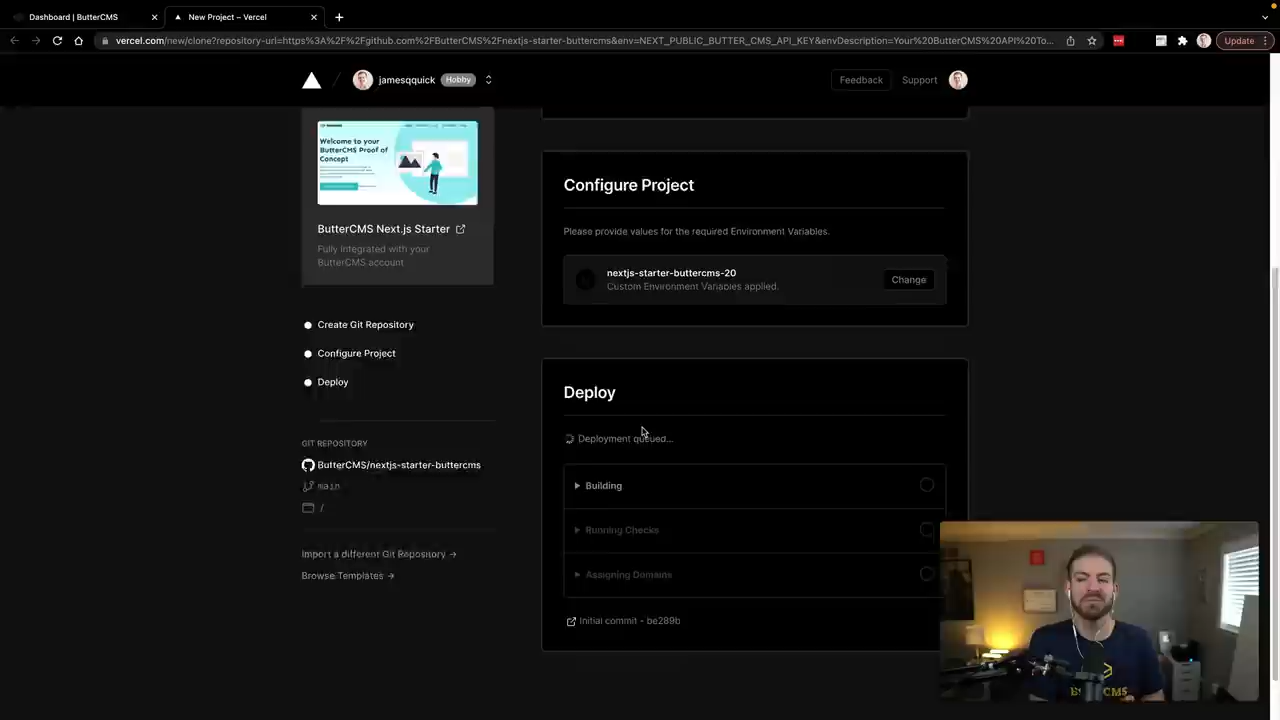 Dashboard | ButterCMS
New Project – Vercel
Update
vercel.com/new/clone?repository-url=https%3A%2F%2Fgithub.com%2FButterCMS%2Fnextjs-starter-buttercms&env=NEXT_PUBLIC_BUTTER_CMS_API_KEY&envDescription=Your%20ButterCMS%20API%20To...
jamesqquick
Hobby
Feedback
Support
Welcome to your
ButterCMS Proof of
Concept
ButterCMS Next.js Starter
Fully Integrated with your
ButterCMS account
Create Git Repository
Configure Project
Deploy
GIT REPOSITORY
ButterCMS/nextjs-starter-buttercms
main
/
Import a different Git Repository →
Browse Templates →
Configure Project
Please provide values for the required Environment Variables.
nextjs-starter-buttercms-20
Custom Environment Variables applied.
Change
Deploy
Deployment queued...
Building
Running Checks
Assigning Domains
Initial commit - be289b